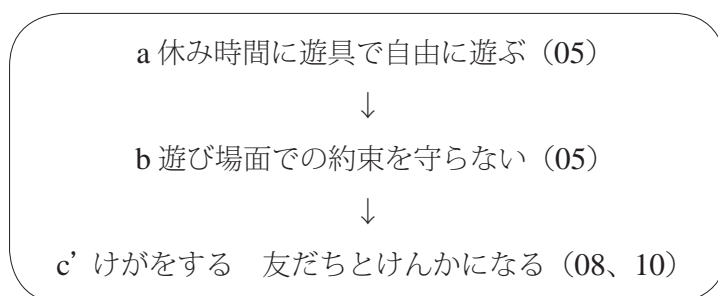 a 休み時間に遊具で自由に遊ぶ（05）
↓
b 遊び場面での約束を守らない（05）
↓
c’ けがをする　友だちとけんかになる（08、10）